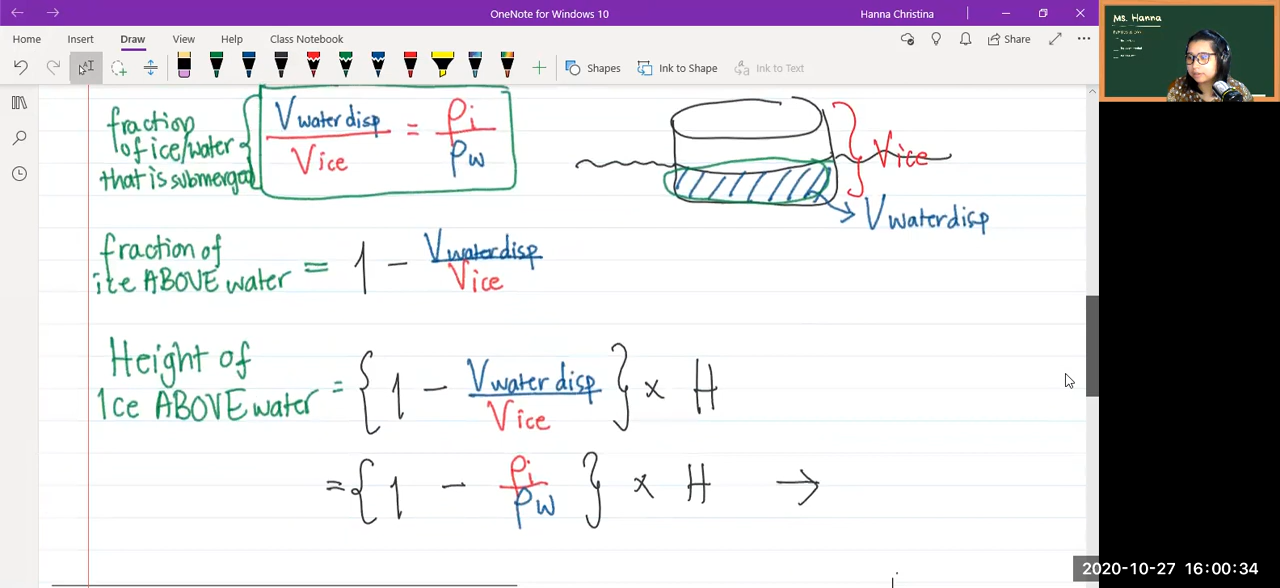 OneNote for Windows 10
Hanna Christina
Home Insert Draw View Help Class Notebook
Share
Shapes
Ink to Shape
Ink to Text
Ms. Hanna
fraction
of ice/water
that is submerged
Vwater disp
Vice
= ρi
ρw
Vice
Vwaterdisp
fraction of
ice ABOVE water = 1 - Vwaterdisp
Vice
Height of
Ice ABOVE water = { 1 - Vwater disp } x H
Vice
= { 1 - ρi } x H →
ρw
2020-10-27 16:00:34